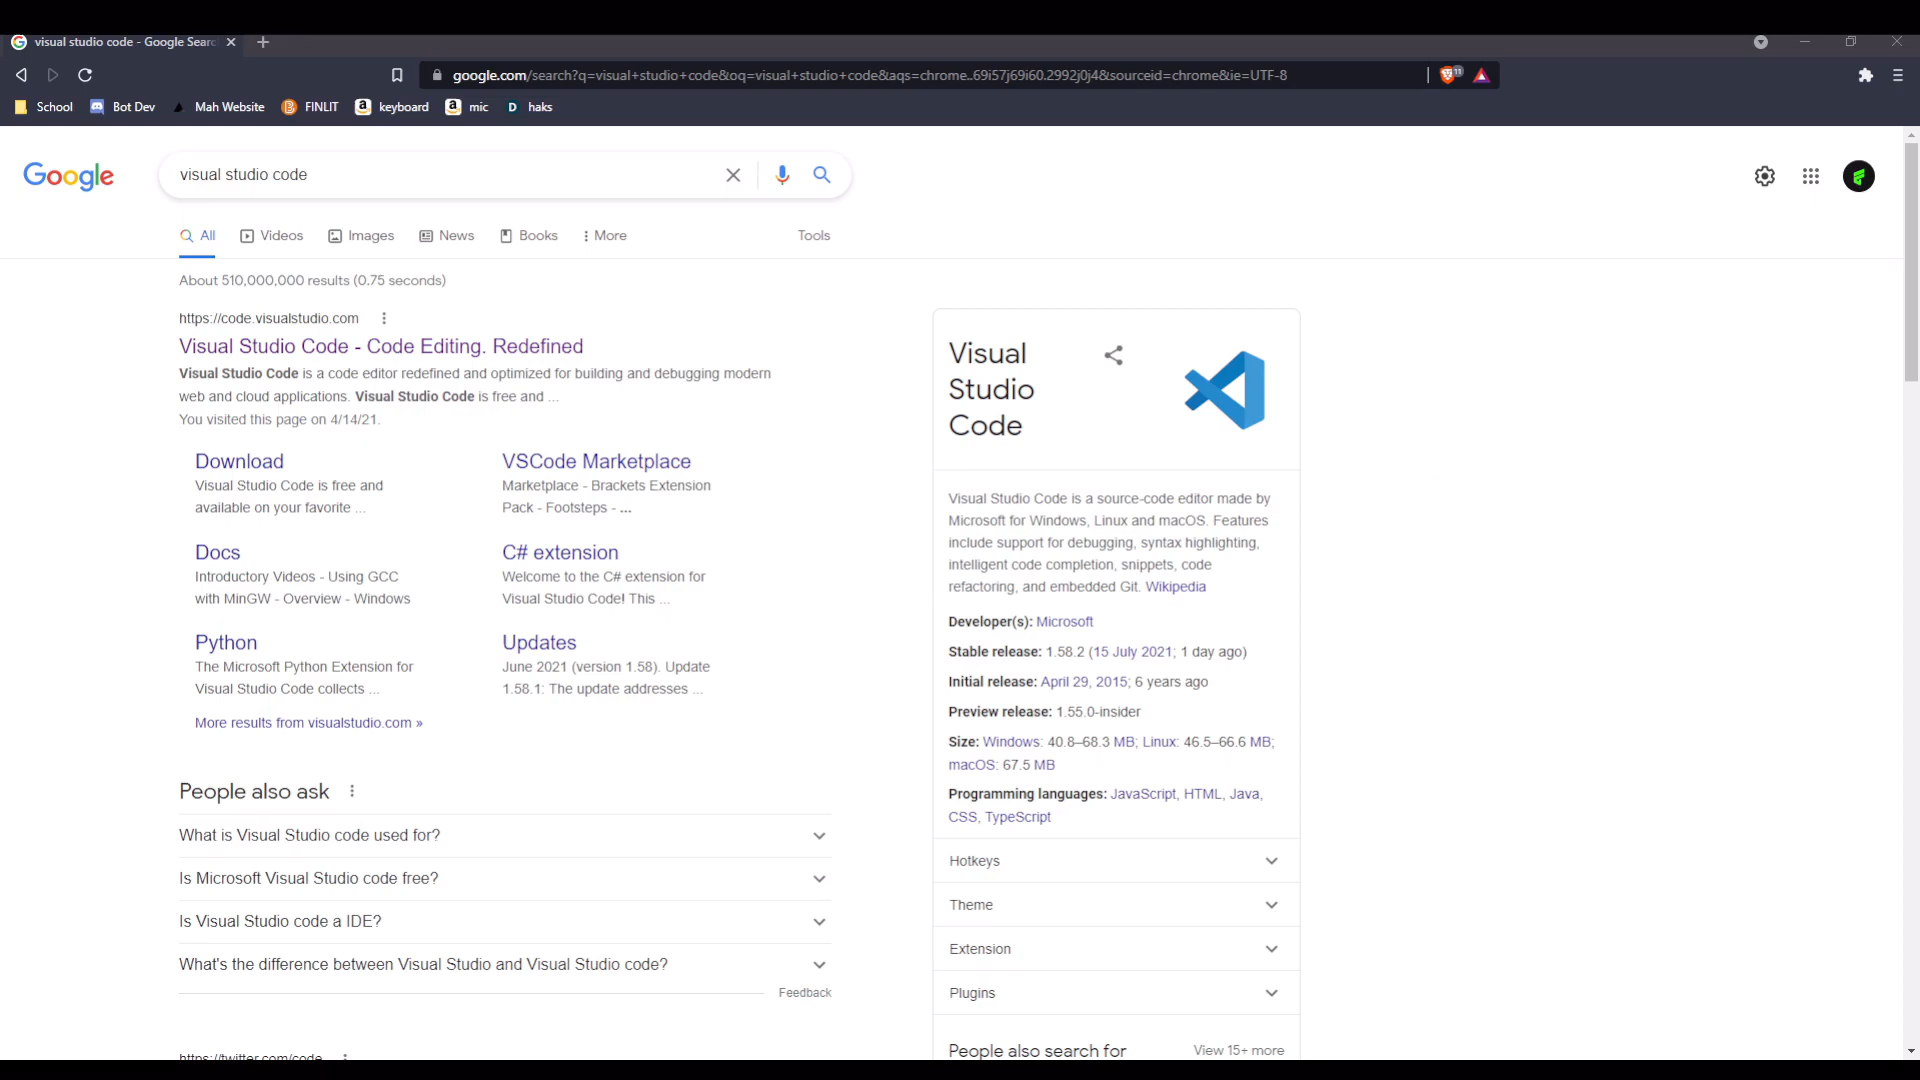 visual studio code - Google Searc
google.com/search?q=visual+studio+code&oq=visual+studio+code&aqs=chrome..69i57j69i60.2992j0j4&sourceid=chrome&ie=UTF-8
11
School
Bot Dev
Mah Website
FINLIT
keyboard
mic
haks
Google
visual studio code
All
Videos
Images
News
Books
More
Tools
About 510,000,000 results (0.75 seconds)
https://code.visualstudio.com
Visual Studio Code - Code Editing. Redefined
Visual Studio Code is a code editor redefined and optimized for building and debugging modern
web and cloud applications. Visual Studio Code is free and ...
You visited this page on 4/14/21.
Download
Visual Studio Code is free and
available on your favorite ...
VSCode Marketplace
Marketplace - Brackets Extension
Pack - Footsteps - ...
Docs
Introductory Videos - Using GCC
with MinGW - Overview - Windows
C# extension
Welcome to the C# extension for
Visual Studio Code! This ...
Python
The Microsoft Python Extension for
Visual Studio Code collects ...
Updates
June 2021 (version 1.58). Update
1.58.1: The update addresses ...
More results from visualstudio.com »
People also ask
What is Visual Studio code used for?
Is Microsoft Visual Studio code free?
Is Visual Studio code a IDE?
What's the difference between Visual Studio and Visual Studio code?
Feedback
https://twitter.com/code
Visual
Studio
Code
Visual Studio Code is a source-code editor made by
Microsoft for Windows, Linux and macOS. Features
include support for debugging, syntax highlighting,
intelligent code completion, snippets, code
refactoring, and embedded Git. Wikipedia
Developer(s): Microsoft
Stable release: 1.58.2 (15 July 2021; 1 day ago)
Initial release: April 29, 2015; 6 years ago
Preview release: 1.55.0-insider
Size: Windows: 40.8–68.3 MB; Linux: 46.5–66.6 MB;
macOS: 67.5 MB
Programming languages: JavaScript, HTML, Java,
CSS, TypeScript
Hotkeys
Theme
Extension
Plugins
People also search for
View 15+ more